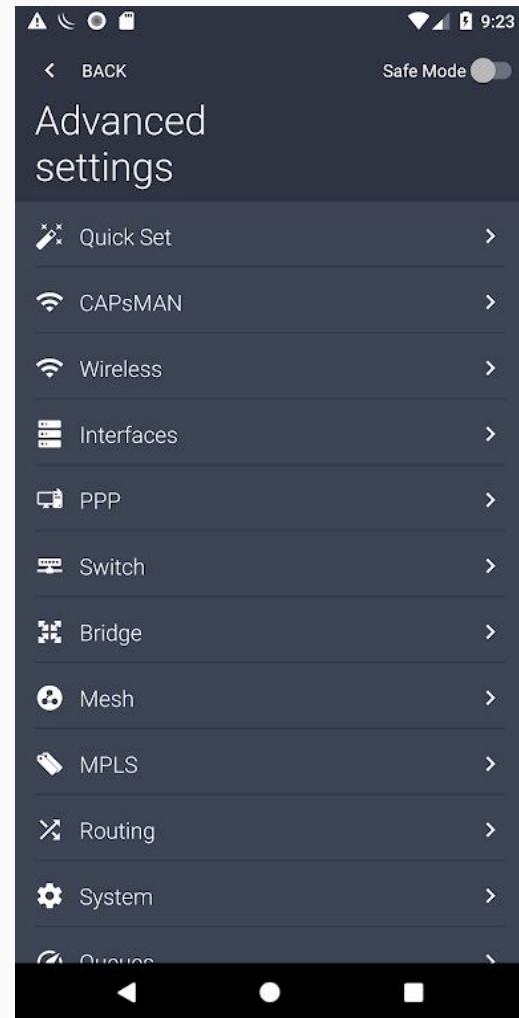 9:23
BACK
Safe Mode
Advanced
settings
Quick Set
CAPsMAN
Wireless
Interfaces
PPP
Switch
Bridge
Mesh
MPLS
Routing
System
Queues